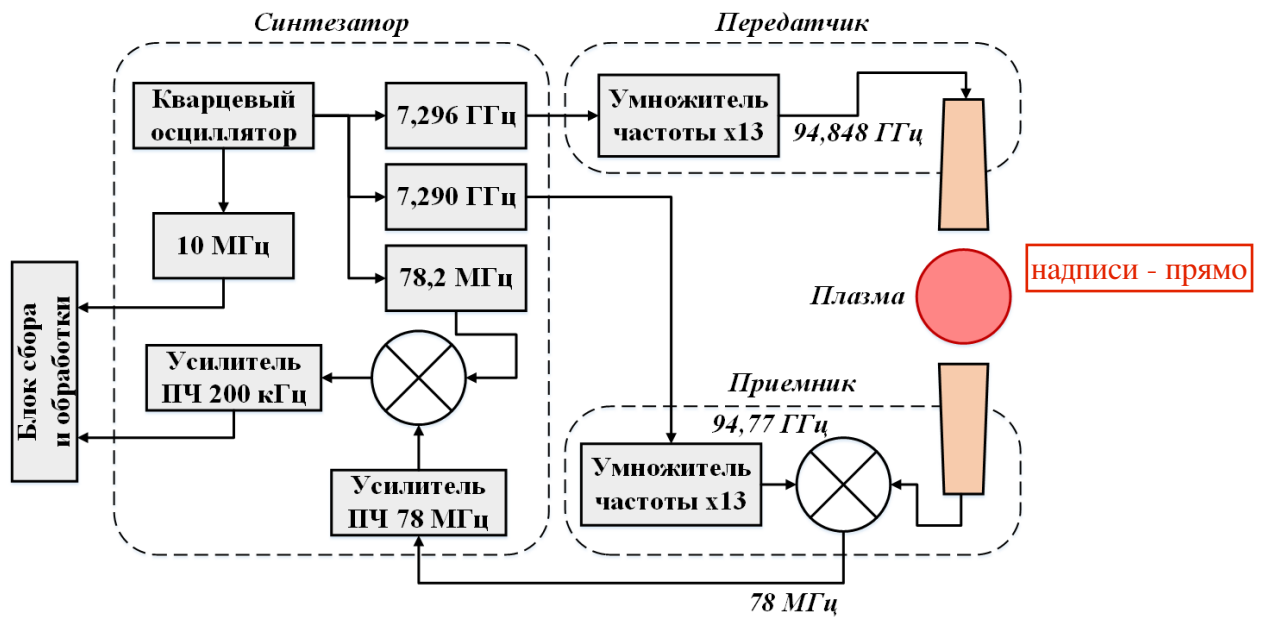 Синтезатор
Передатчик
Кварцевый
осциллятор
7,296 ГГц
Умножитель
частоты x13
94,848 ГГц
7,290 ГГц
10 МГц
78,2 МГц
надписи - прямо
Плазма
Блок сбора
и обработки
Усилитель
ПЧ 200 кГц
Приемник
94,77 ГГц
Умножитель
частоты x13
Усилитель
ПЧ 78 МГц
78 МГц